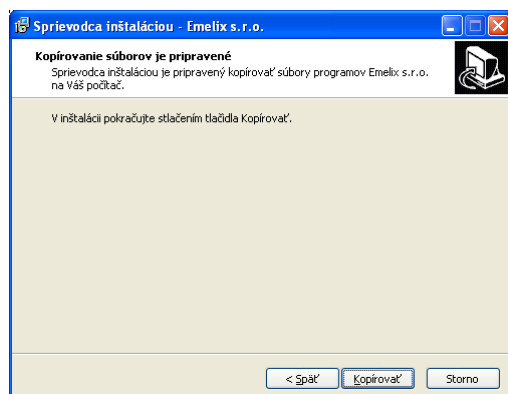 Sprievodca inštaláciou - Emelix s.r.o.
Kopírovanie súborov je pripravené
Sprievodca inštaláciou je pripravený kopírovať súbory programov Emelix s.r.o.
na Váš počítač.
V inštalácii pokračujte stlačením tlačidla Kopírovať.
< Späť Kopírovať Storno